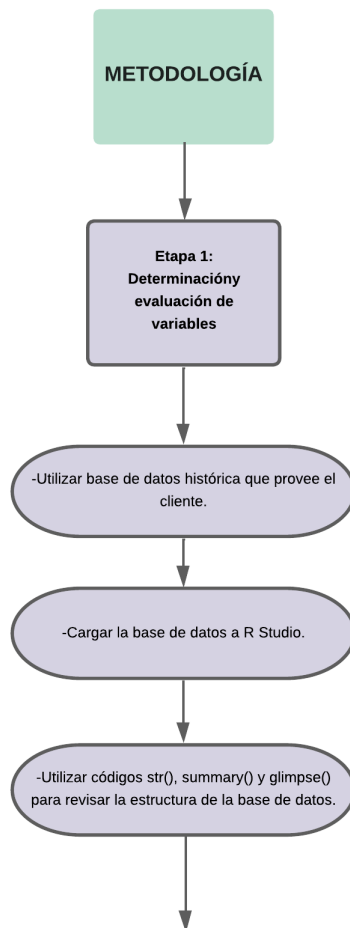 METODOLOGÍA
Etapa 1:
Determinacióny
evaluación de
variables
-Utilizar base de datos histórica que provee el
cliente.
-Cargar la base de datos a R Studio.
-Utilizar códigos str(), summary() y glimpse()
para revisar la estructura de la base de datos.